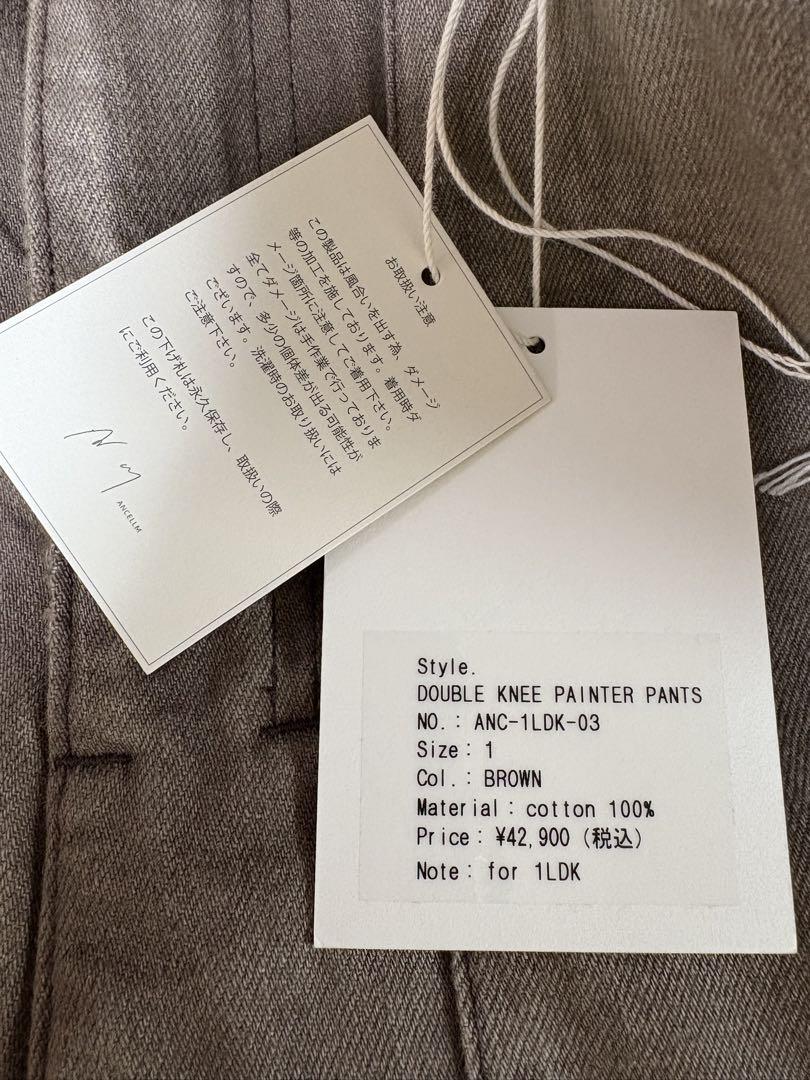 お取扱い注意
この製品は風合いを出す為、ダメージ
等の加工を施しております。着用時ダ
メージ箇所に注意してご着用下さい。
全てダメージは手作業で行っておりま
すので、多少の個体差が出る可能性が
ございます。洗濯時のお取り扱いには
ご注意下さい。
この下げ札は永久保存し、取扱いの際
にご利用ください。
ANCELLM
Style.
DOUBLE KNEE PAINTER PANTS
NO.: ANC-1LDK-03
Size: 1
Col.: BROWN
Material: cotton 100%
Price: ¥42,900 (税込)
Note: for 1LDK